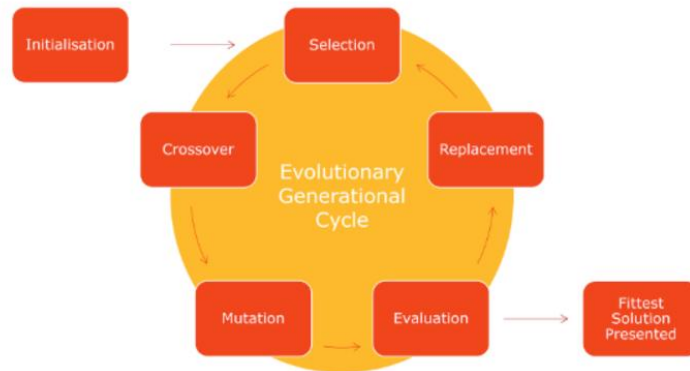 Initialisation
Selection
Crossover
Replacement
Evolutionary
Generational
Cycle
Mutation
Evaluation
Fittest
Solution
Presented